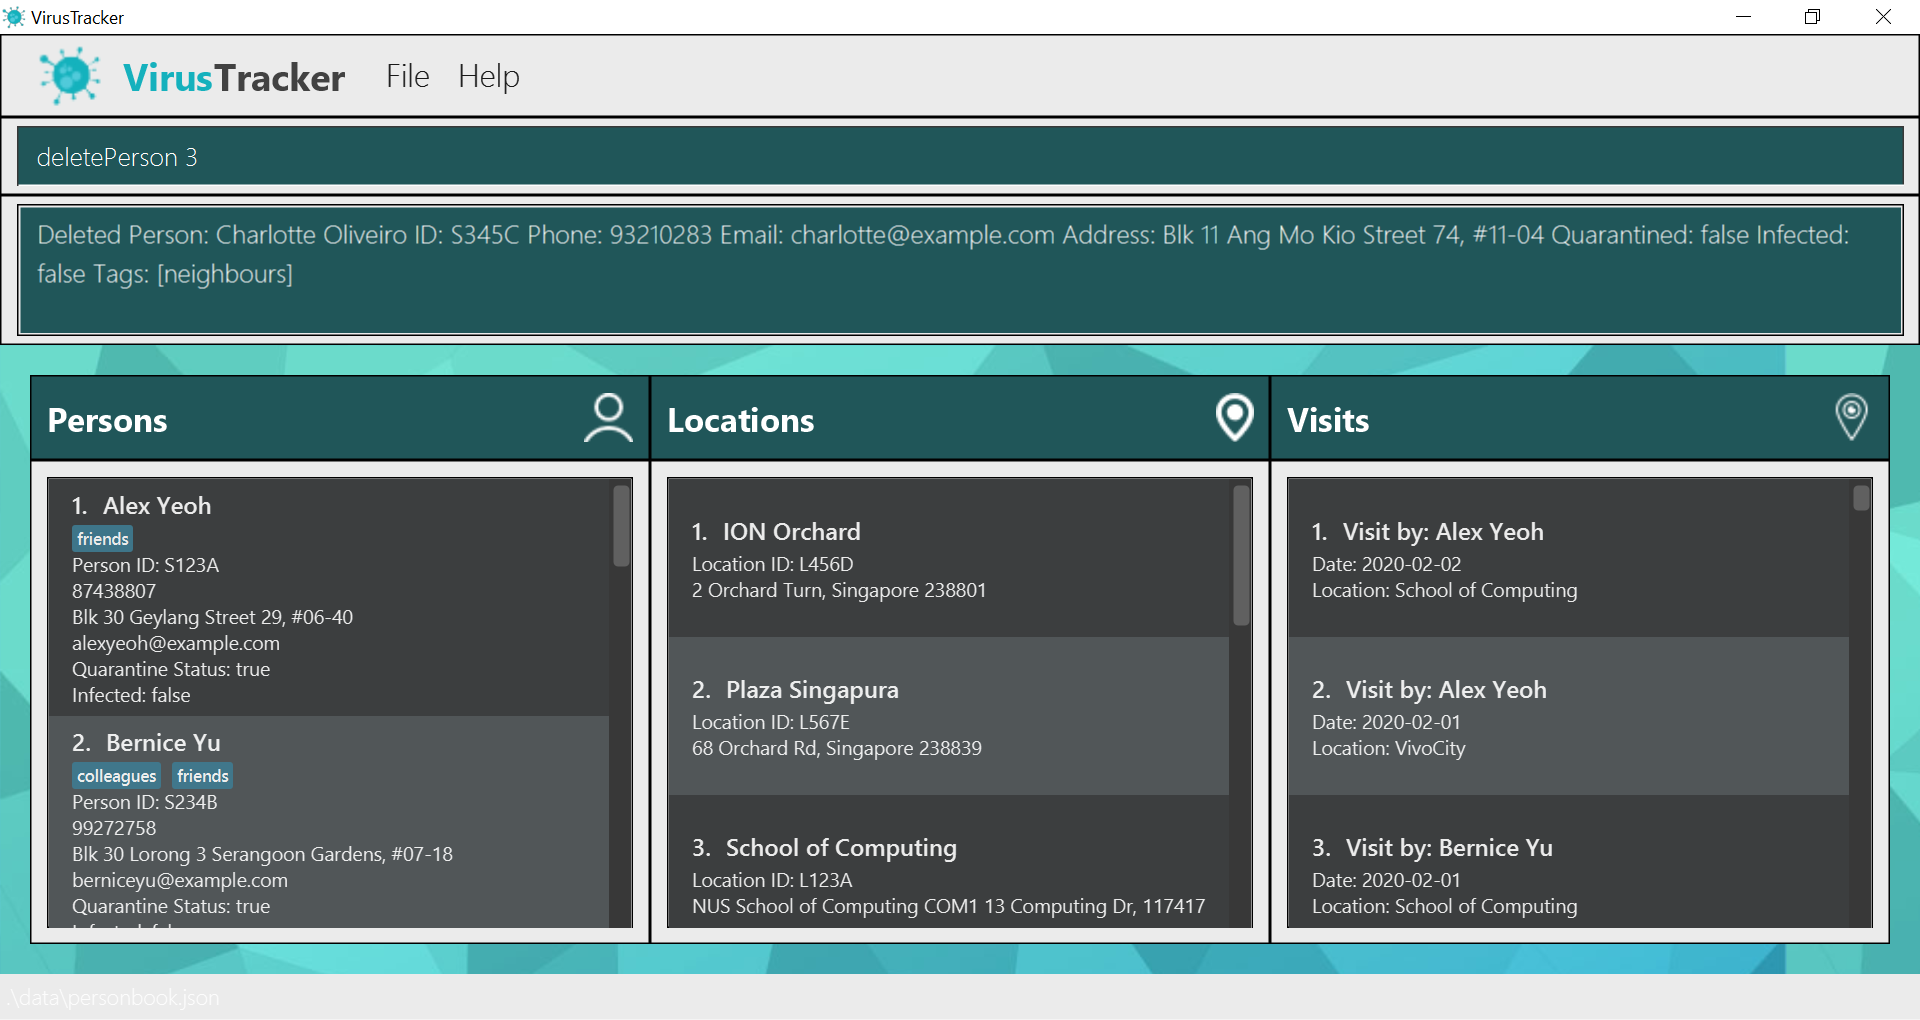 VirusTracker
VirusTracker File Help
deletePerson 3
Deleted Person: Charlotte Oliveiro ID: S345C Phone: 93210283 Email: charlotte@example.com Address: Blk 11 Ang Mo Kio Street 74, #11-04 Quarantined: false Infected:
false Tags: [neighbours]
Persons
1. Alex Yeoh
friends
Person ID: S123A
87438807
Blk 30 Geylang Street 29, #06-40
alexyeoh@example.com
Quarantine Status: true
Infected: false
2. Bernice Yu
colleagues friends
Person ID: S234B
99272758
Blk 30 Lorong 3 Serangoon Gardens, #07-18
berniceyu@example.com
Quarantine Status: true
Locations
1. ION Orchard
Location ID: L456D
2 Orchard Turn, Singapore 238801
2. Plaza Singapura
Location ID: L567E
68 Orchard Rd, Singapore 238839
3. School of Computing
Location ID: L123A
NUS School of Computing COM1 13 Computing Dr, 117417
Visits
1. Visit by: Alex Yeoh
Date: 2020-02-02
Location: School of Computing
2. Visit by: Alex Yeoh
Date: 2020-02-01
Location: VivoCity
3. Visit by: Bernice Yu
Date: 2020-02-01
Location: School of Computing
.\data\personbook.json